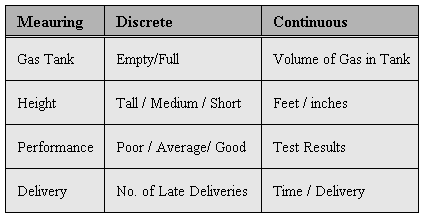 Meauring Discrete Continuous
Gas Tank Empty/Full Volume of Gas in Tank
Height Tall / Medium / Short Feet / inches
Performance Poor / Average/ Good Test Results
Delivery No. of Late Deliveries Time / Delivery